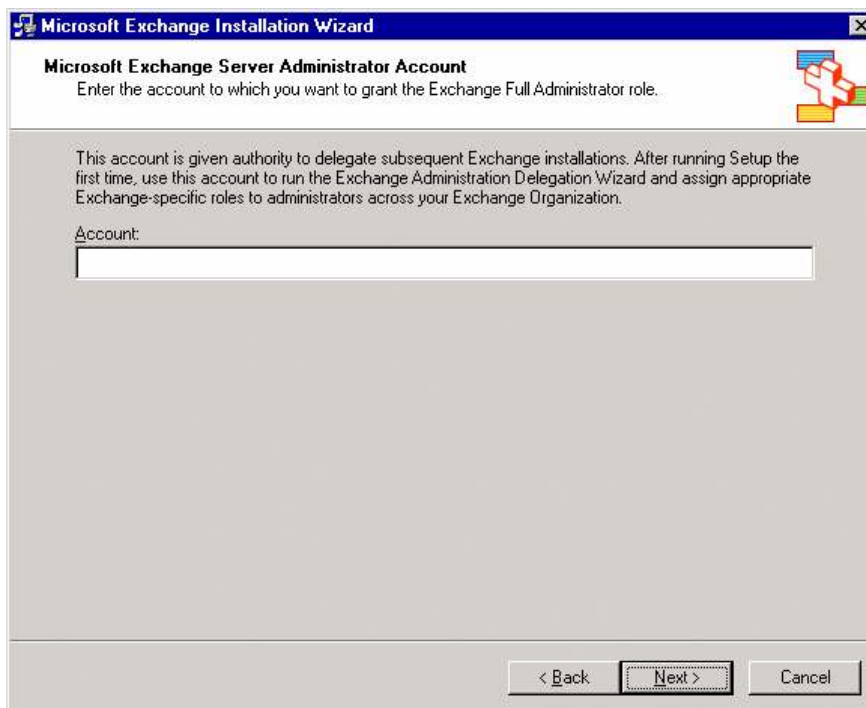 Microsoft Exchange Installation Wizard
Microsoft Exchange Server Administrator Account
Enter the account to which you want to grant the Exchange Full Administrator role.
This account is given authority to delegate subsequent Exchange installations. After running Setup the
first time, use this account to run the Exchange Administration Delegation Wizard and assign appropriate
Exchange-specific roles to administrators across your Exchange Organization.
Account:
< Back Next > Cancel